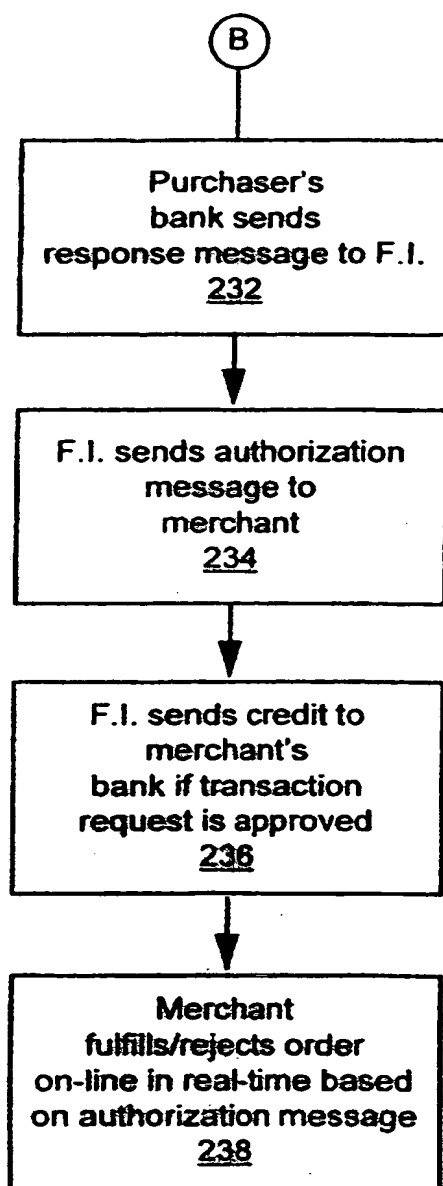 B
Purchaser's
bank sends
response message to F.I.
232
F.I. sends authorization
message to
merchant
234
F.I. sends credit to
merchant's
bank if transaction
request is approved
236
Merchant
fulfills/rejects order
on-line in real-time based
on authorization message
238